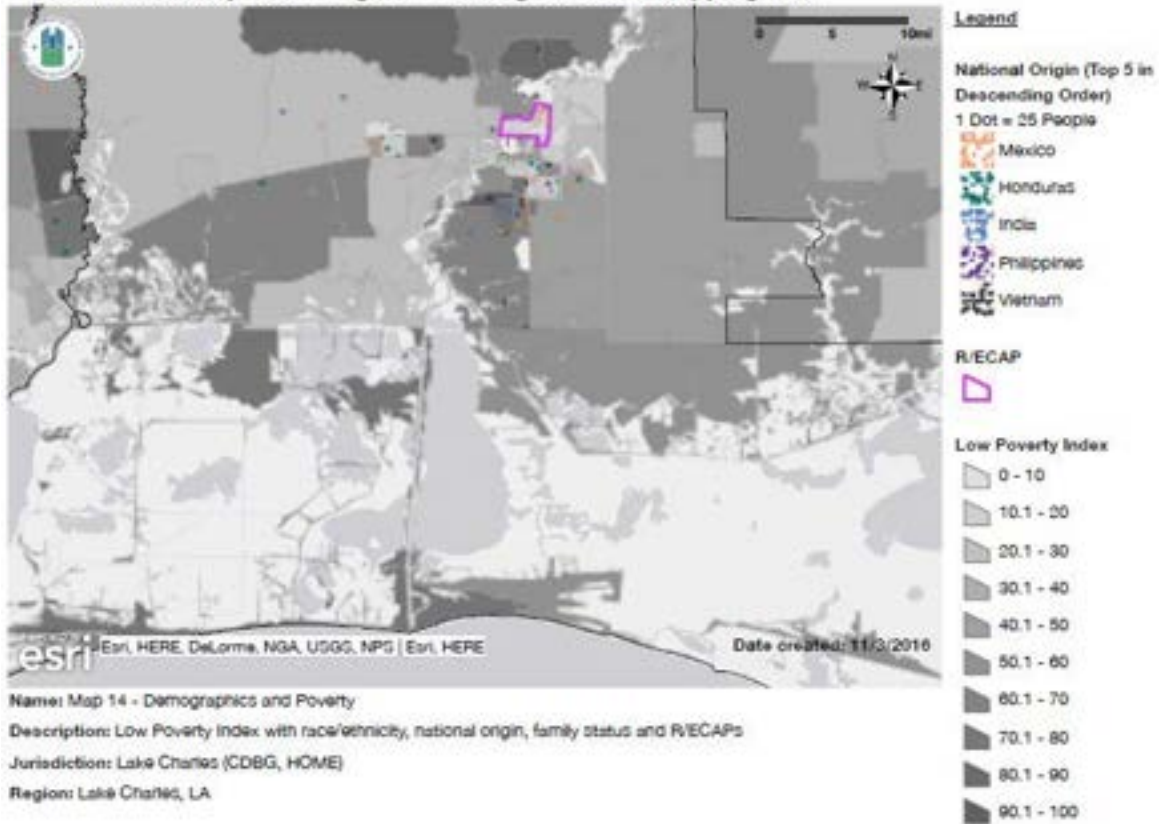 0 5 10mi
N
W E
S
esri Esri, HERE, DeLorme, NGA, USGS, NPS | Esri, HERE
Date created: 11/3/2016
Name: Map 14 - Demographics and Poverty
Description: Low Poverty Index with race/ethnicity, national origin, family status and R/ECAPs
Jurisdiction: Lake Charles (CDBG, HOME)
Region: Lake Charles, LA
Legend
National Origin (Top 5 in
Descending Order)
1 Dot = 25 People
Mexico
Honduras
India
Philippines
Vietnam
R/ECAP
Low Poverty Index
0 - 10
10.1 - 20
20.1 - 30
30.1 - 40
40.1 - 50
50.1 - 60
60.1 - 70
70.1 - 80
80.1 - 90
90.1 - 100